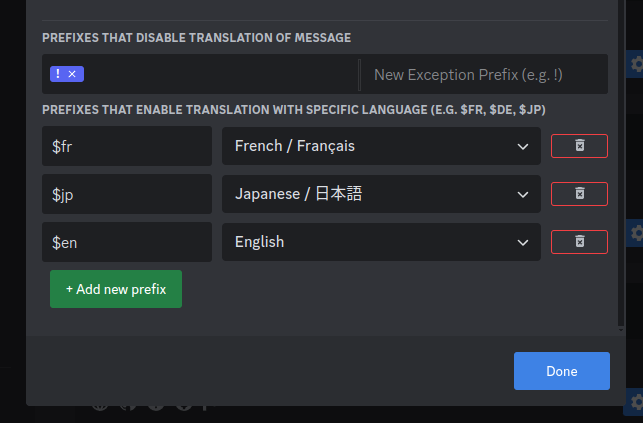 PREFIXES THAT DISABLE TRANSLATION OF MESSAGE
! ×
New Exception Prefix (e.g. !)
PREFIXES THAT ENABLE TRANSLATION WITH SPECIFIC LANGUAGE (E.G. $FR, $DE, $JP)
$fr
French / Français
$jp
Japanese / 日本語
$en
English
+ Add new prefix
Done